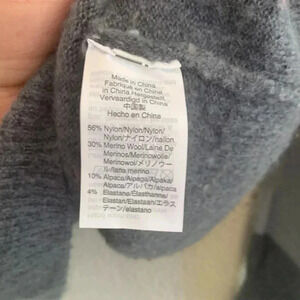 Made in China
Fabriqué en China
In China Hergestellt
Vervaardigd in China
中国製
Hecho en China
56% Nylon/Nylon/Nylon/
Nylon/ナイロン/nailon
30% Merino Wool/Laine De
Merinos/Merinowolle/
Merinowol/メリノウー
ル/lana merino
10% Alpaca/Alpaga/Alpaka/
Alpaca/アルパカ/alpaca
4% Elastane/Elasthanne/
Elastan/Elastaan/エラス
テーン/elastano